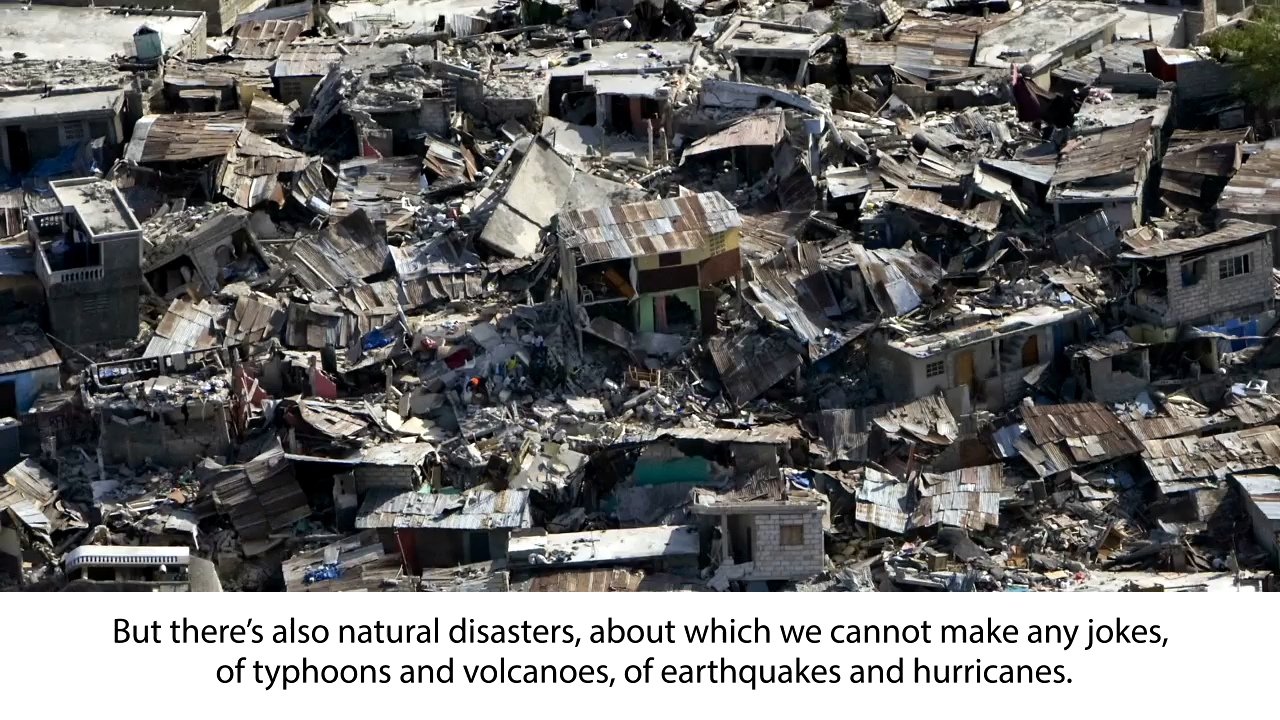 But there’s also natural disasters, about which we cannot make any jokes,
of typhoons and volcanoes, of earthquakes and hurricanes.